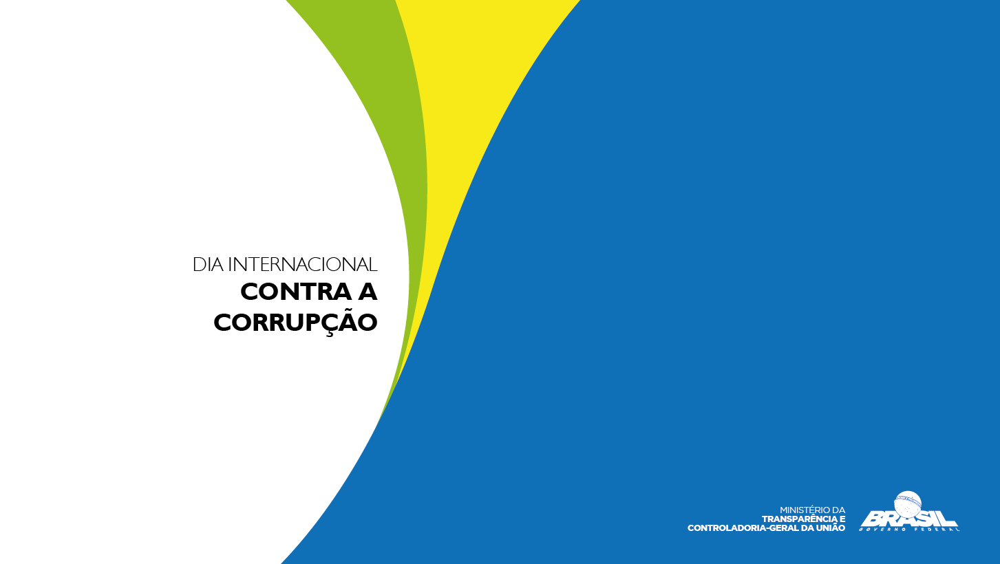 DIA INTERNACIONAL
CONTRA A
CORRUPÇÃO
MINISTÉRIO DA
TRANSPARÊNCIA E
CONTROLADORIA-GERAL DA UNIÃO
BRASIL
GOVERNO FEDERAL